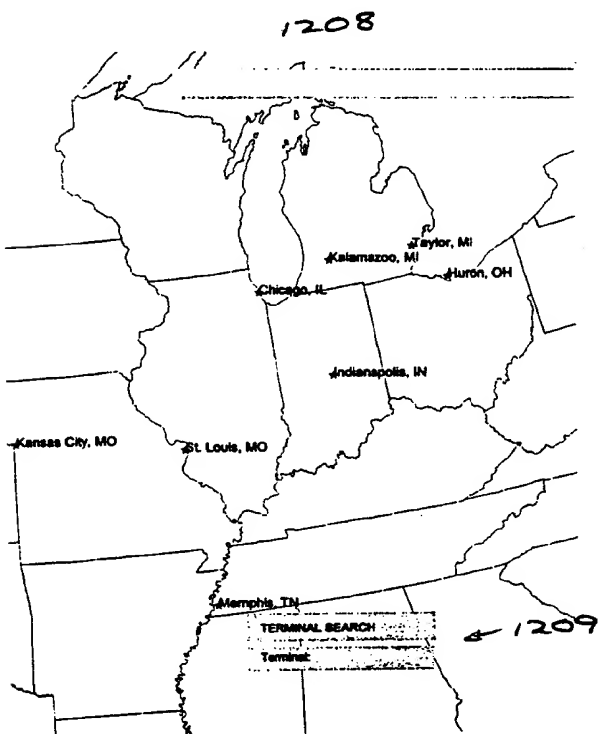 1208
Taylor, MI
Kalamazoo, MI
Huron, OH
Chicago, IL
Indianapolis, IN
Kansas City, MO
St. Louis, MO
Memphis, TN
TERMINAL SEARCH
1209
Terminal: